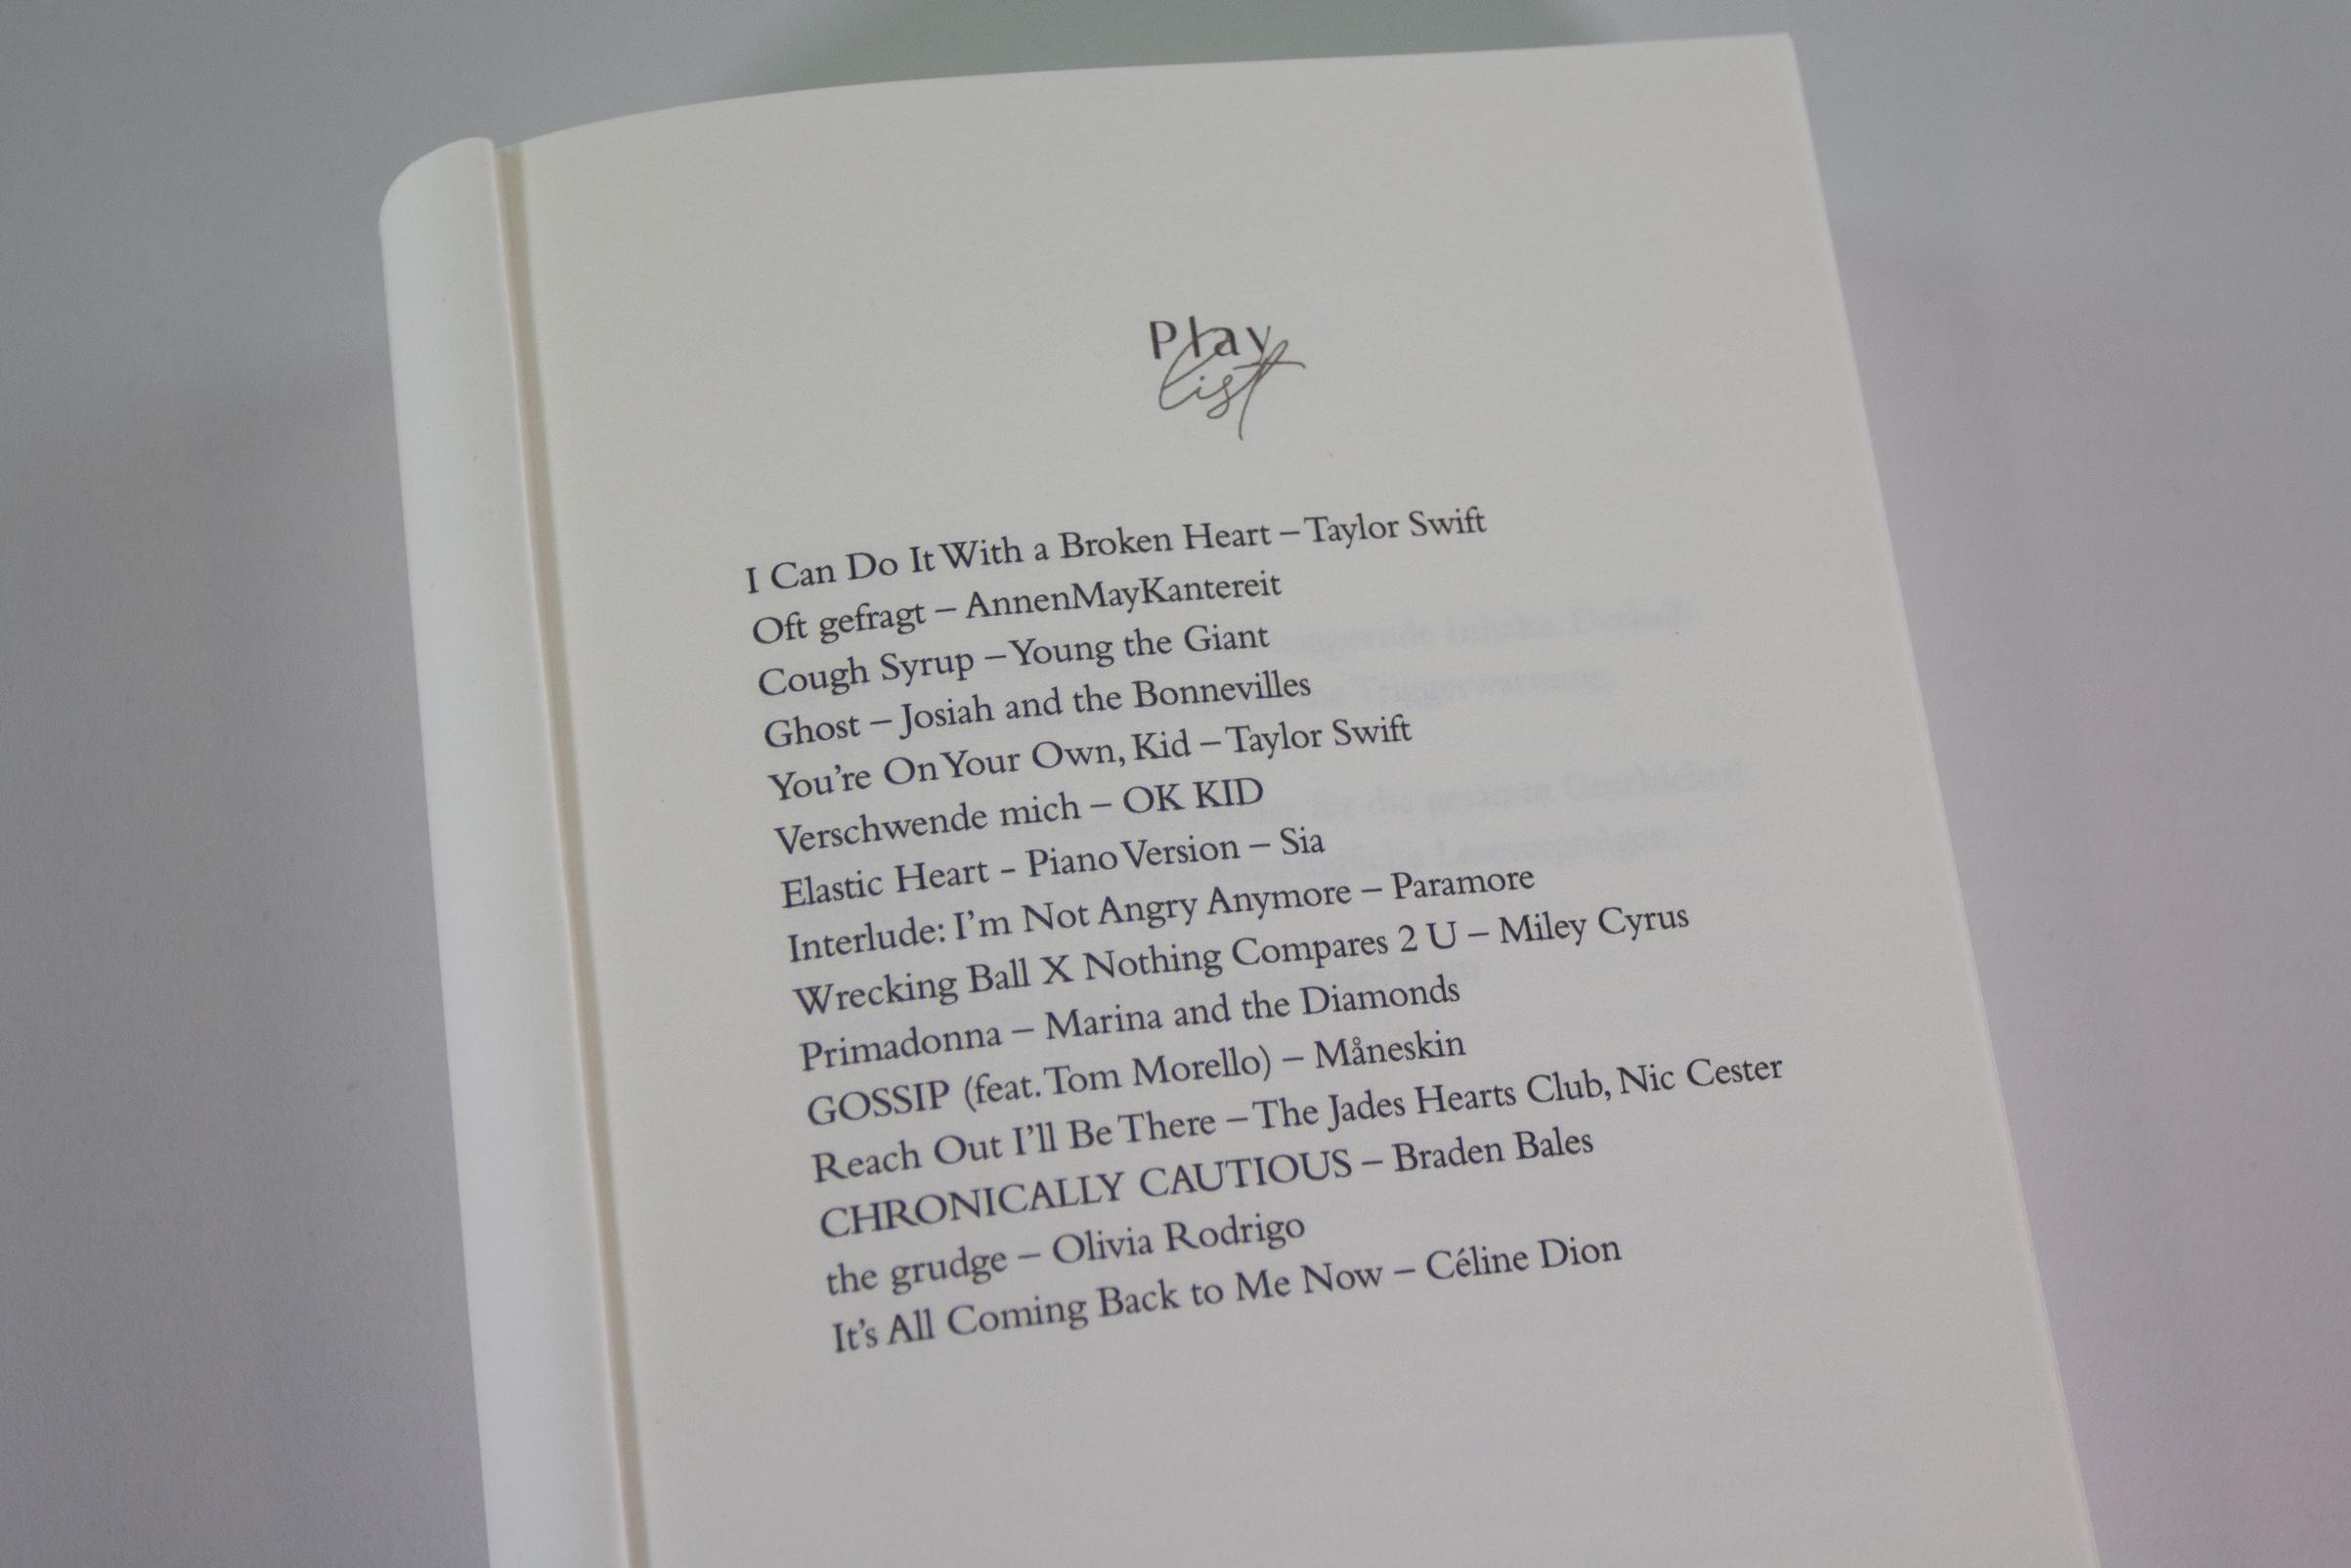 Play
list
I Can Do It With a Broken Heart – Taylor Swift
Oft gefragt – AnnenMayKantereit
Cough Syrup – Young the Giant
Ghost – Josiah and the Bonnevilles
You're On Your Own, Kid – Taylor Swift
Verschwende mich – OK KID
Elastic Heart - Piano Version – Sia
Interlude: I'm Not Angry Anymore – Paramore
Wrecking Ball X Nothing Compares 2 U – Miley Cyrus
Primadonna – Marina and the Diamonds
GOSSIP (feat. Tom Morello) – Måneskin
Reach Out I'll Be There – The Jades Hearts Club, Nic Cester
CHRONICALLY CAUTIOUS – Braden Bales
the grudge – Olivia Rodrigo
It's All Coming Back to Me Now – Céline Dion